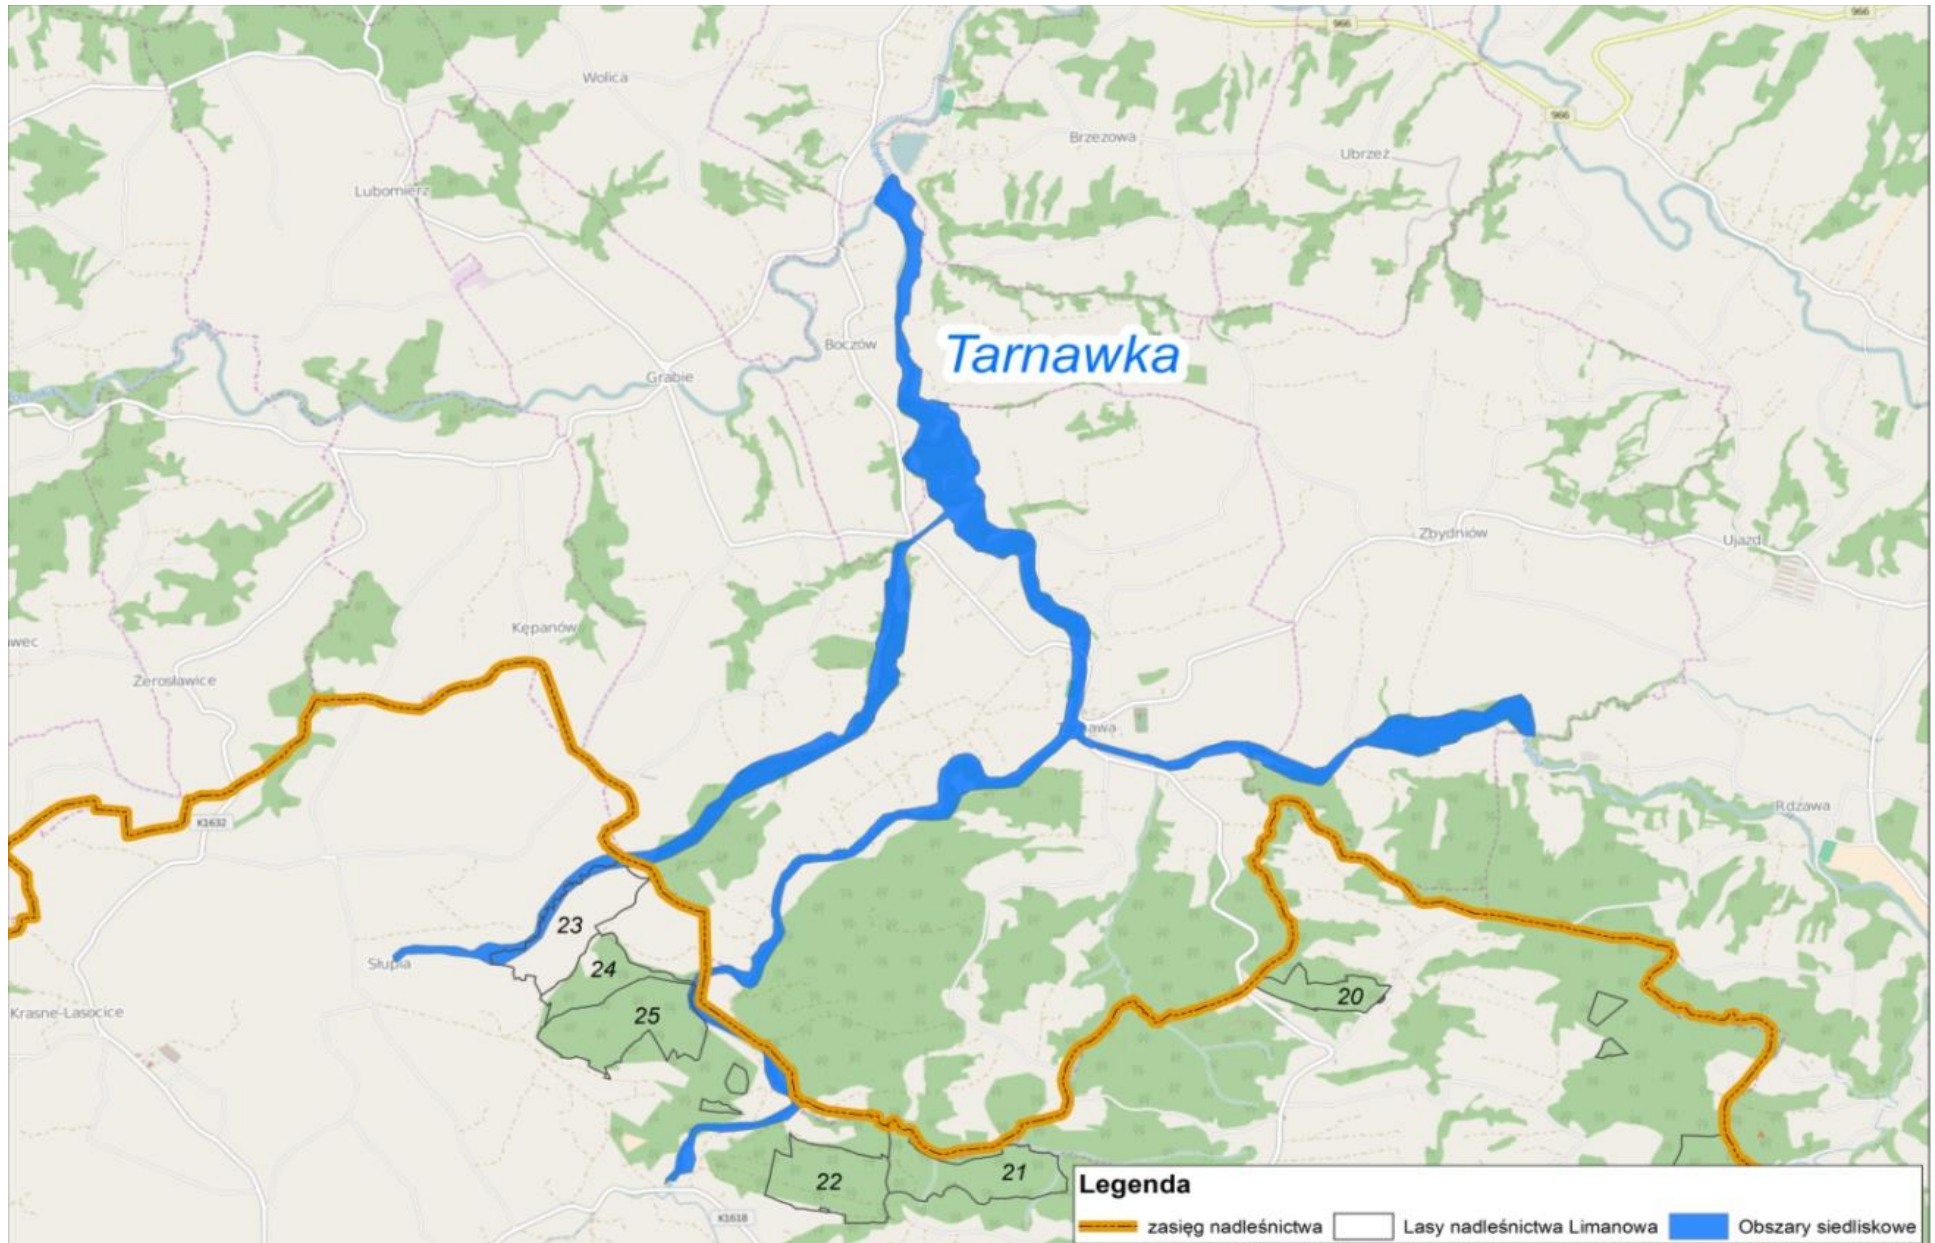 966
966
Wolica
966
Brzezowa
Ubrzeż
Lubomierz
Boczów
Tarnawka
Grabie
Zbydniów
Ujazd
Kępanów
wec
Żerosławice
Rdzawa
K1632
23
Słupia
24
20
Krasne-Lasocice
25
21
22
K1618
Legenda
zasięg nadleśnictwa
Lasy nadleśnictwa Limanowa
Obszary siedliskowe